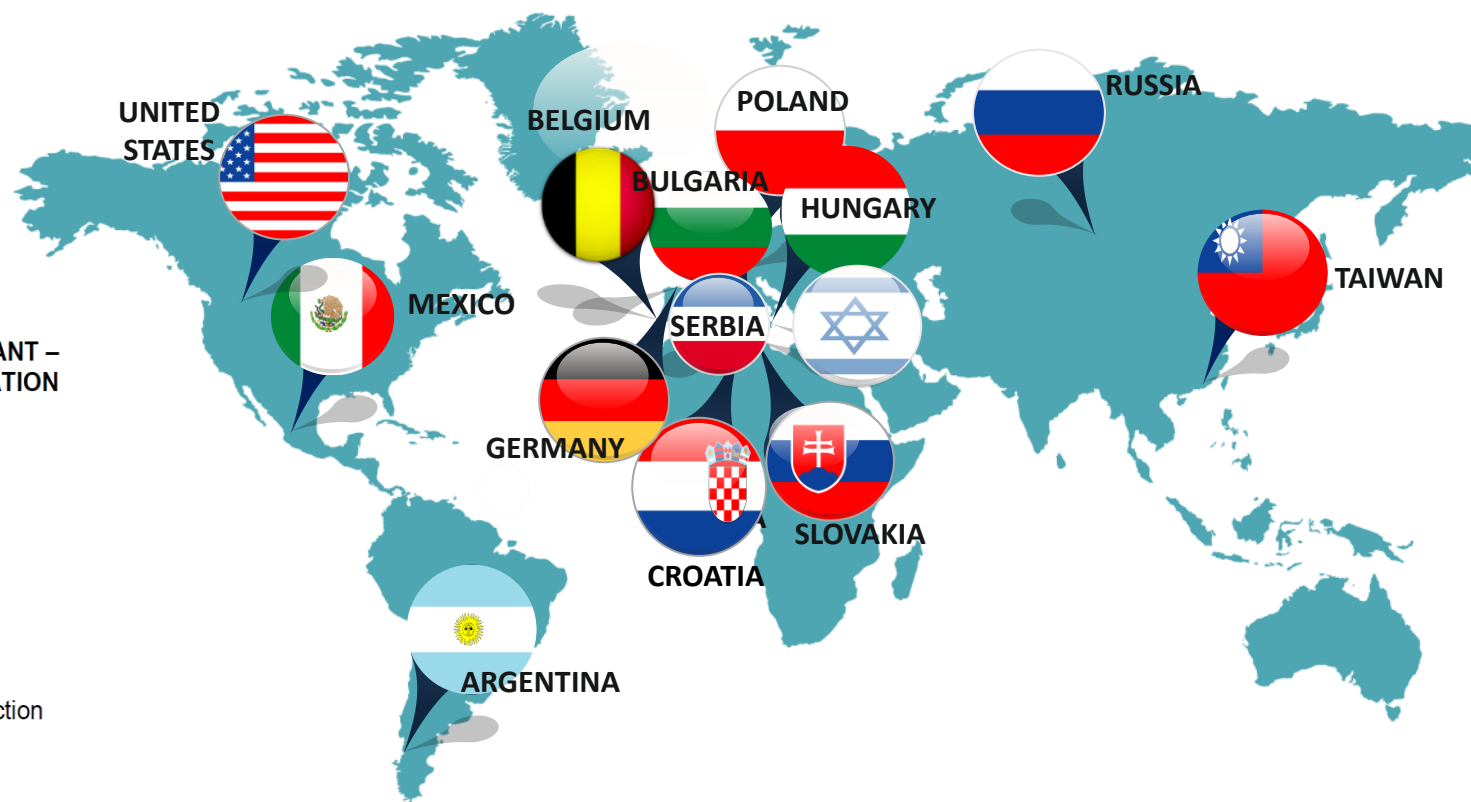 UNITED
STATES
BELGIUM
POLAND
RUSSIA
BULGARIA
HUNGARY
TAIWAN
MEXICO
SERBIA
ANT –
ATION
GERMANY
SLOVAKIA
CROATIA
ARGENTINA
ction